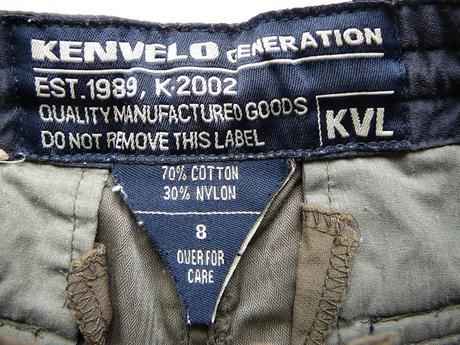 KENVELO GENERATION
EST.1989, K·2002
QUALITY MANUFACTURED GOODS
DO NOT REMOVE THIS LABEL
KVL
70% COTTON
30% NYLON
8
OVER FOR
CARE